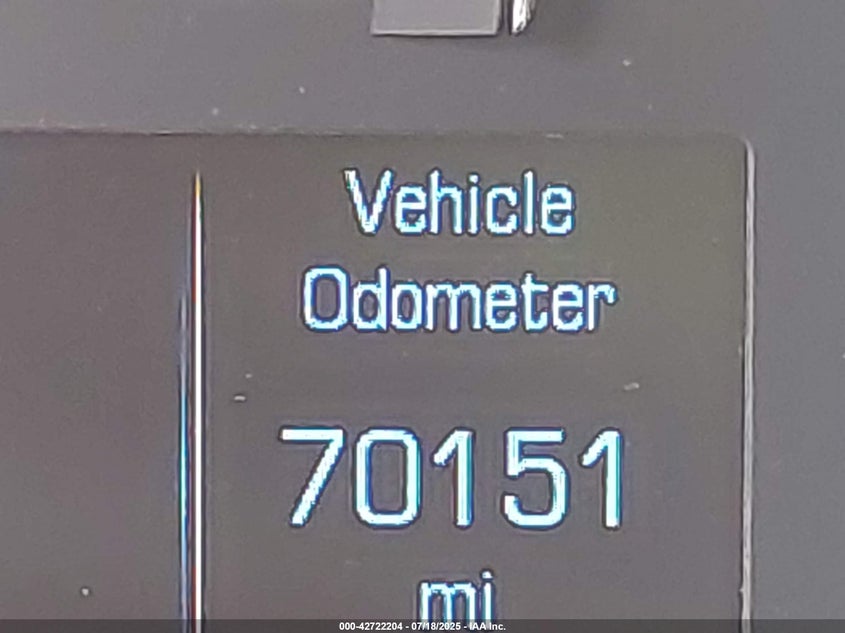 Vehicle
Odometer
70151
mi
000-42722204 - 07/18/2025 - IAA Inc.